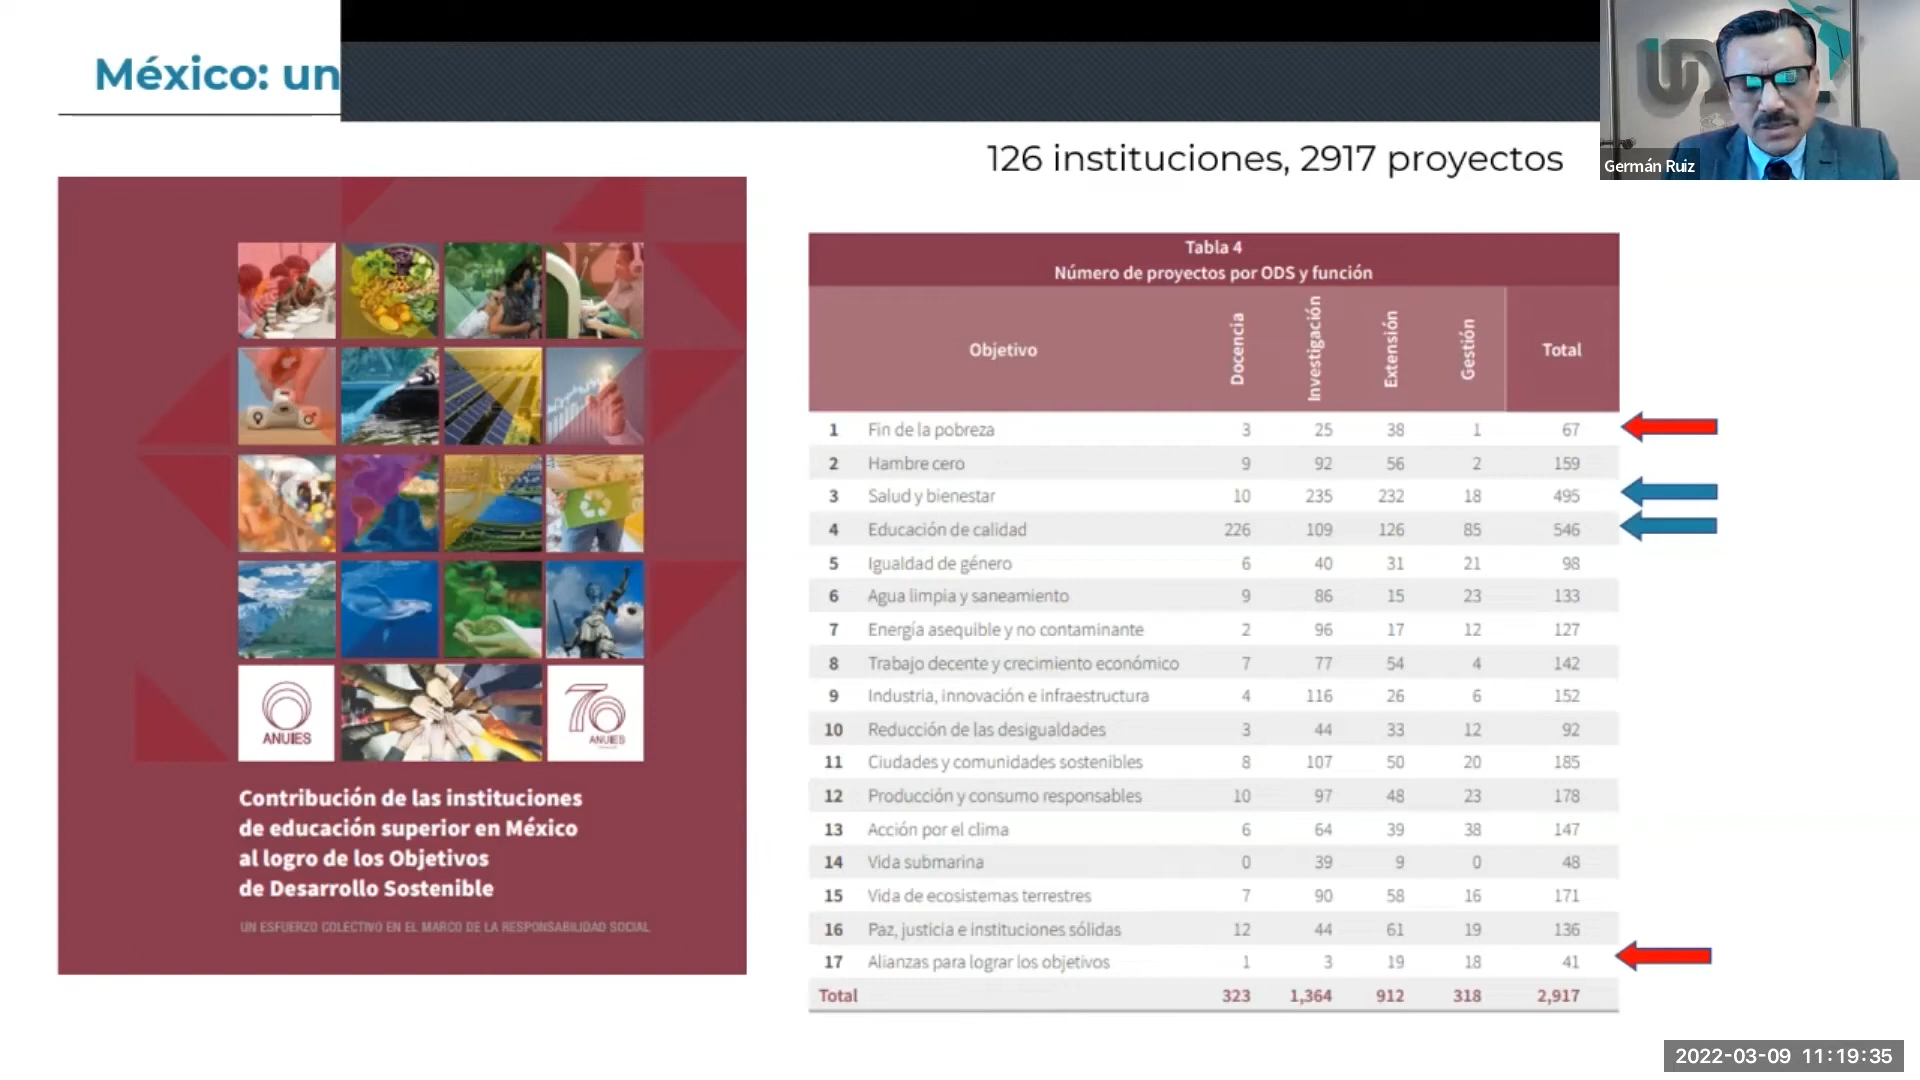 México: un
126 instituciones, 2917 proyectos
Germán Ruiz
ANUIES
70
ANUIES
Contribución de las instituciones
de educación superior en México
al logro de los Objetivos
de Desarrollo Sostenible
UN ESFUERZO COLECTIVO EN EL MARCO DE LA RESPONSABILIDAD SOCIAL
Tabla 4
Número de proyectos por ODS y función
Objetivo Docencia Investigación Extensión Gestión Total
1 Fin de la pobreza 3 25 38 1 67
2 Hambre cero 9 92 56 2 159
3 Salud y bienestar 10 235 232 18 495
4 Educación de calidad 226 109 126 85 546
5 Igualdad de género 6 40 31 21 98
6 Agua limpia y saneamiento 9 86 15 23 133
7 Energía asequible y no contaminante 2 96 17 12 127
8 Trabajo decente y crecimiento económico 7 77 54 4 142
9 Industria, innovación e infraestructura 4 116 26 6 152
10 Reducción de las desigualdades 3 44 33 12 92
11 Ciudades y comunidades sostenibles 8 107 50 20 185
12 Producción y consumo responsables 10 97 48 23 178
13 Acción por el clima 6 64 39 38 147
14 Vida submarina 0 39 9 0 48
15 Vida de ecosistemas terrestres 7 90 58 16 171
16 Paz, justicia e instituciones sólidas 12 44 61 19 136
17 Alianzas para lograr los objetivos 1 3 19 18 41
Total 323 1,364 912 318 2,917
2022-03-09 11:19:35